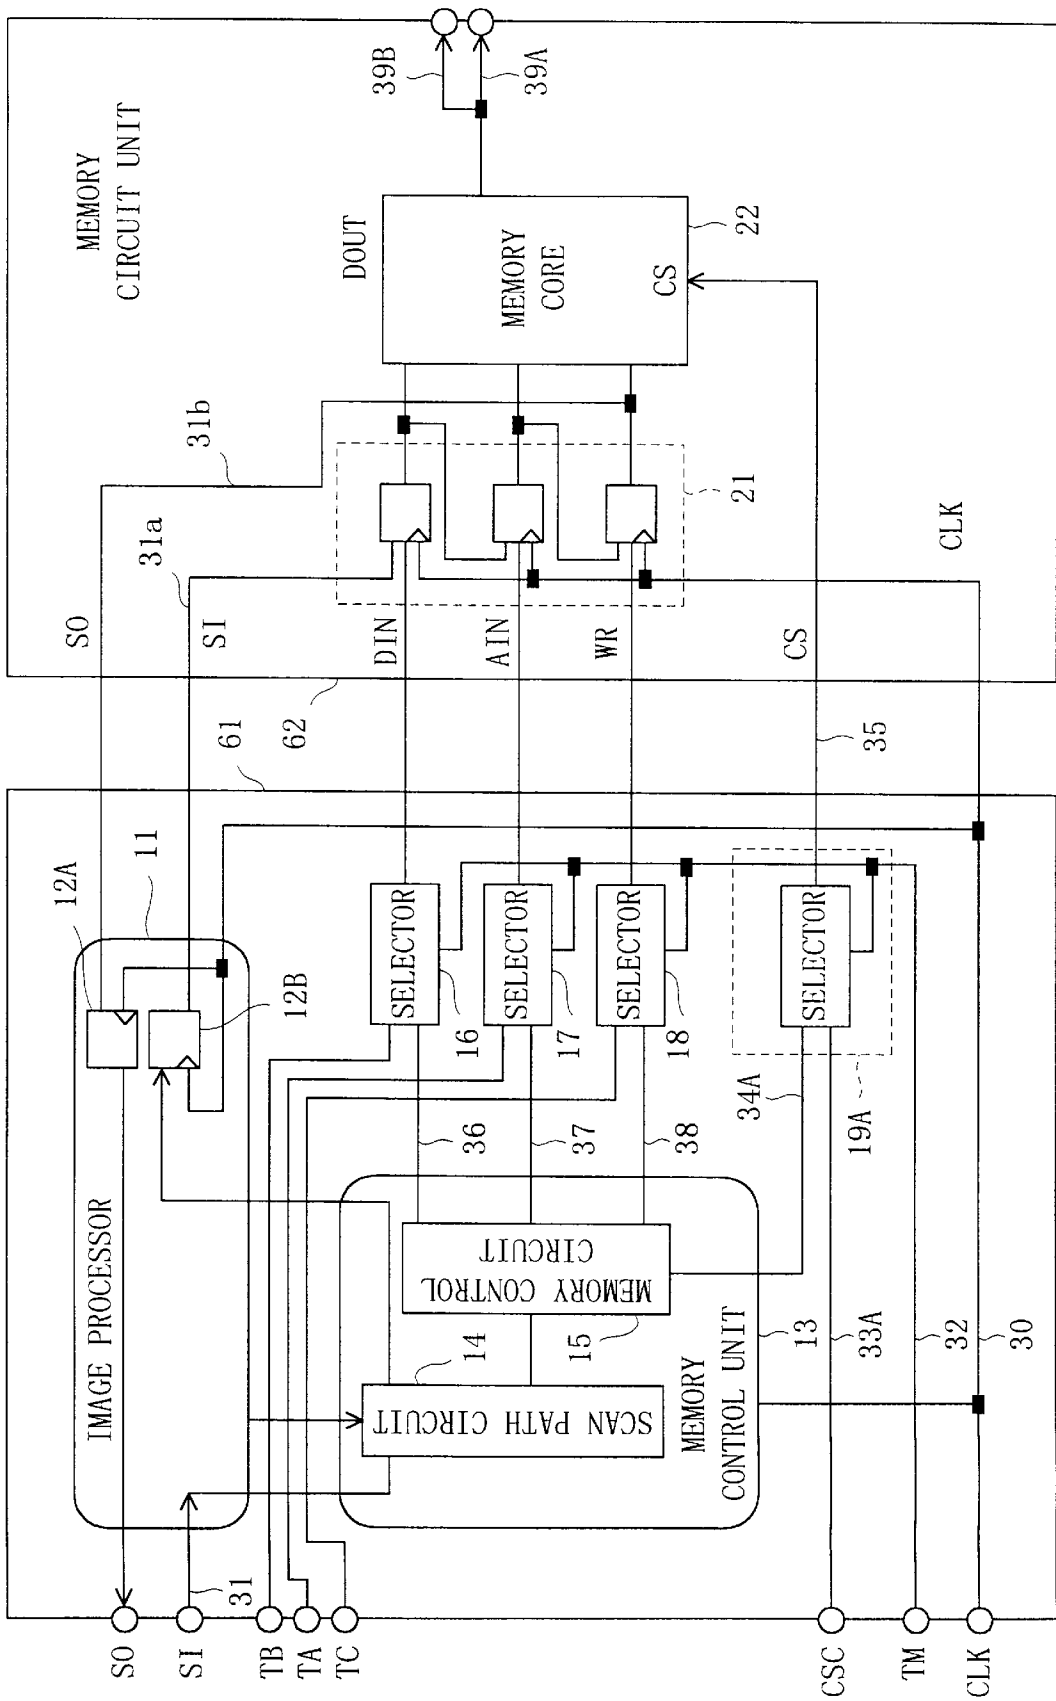 SO
SI
TB
TA
TC
CSC
TM
CLK
31
IMAGE PROCESSOR
12A
11
12B
SCAN PATH CIRCUIT
14
MEMORY CONTROL
CIRCUIT
15
MEMORY
CONTROL UNIT
13
33A
32
30
36
37
38
34A
19A
SELECTOR
16
SELECTOR
17
SELECTOR
18
SELECTOR
61
62
35
SO
SI
31a
31b
DIN
AIN
WR
CS
CLK
21
MEMORY
CIRCUIT UNIT
DOUT
MEMORY
CORE
CS
22
39B
39A